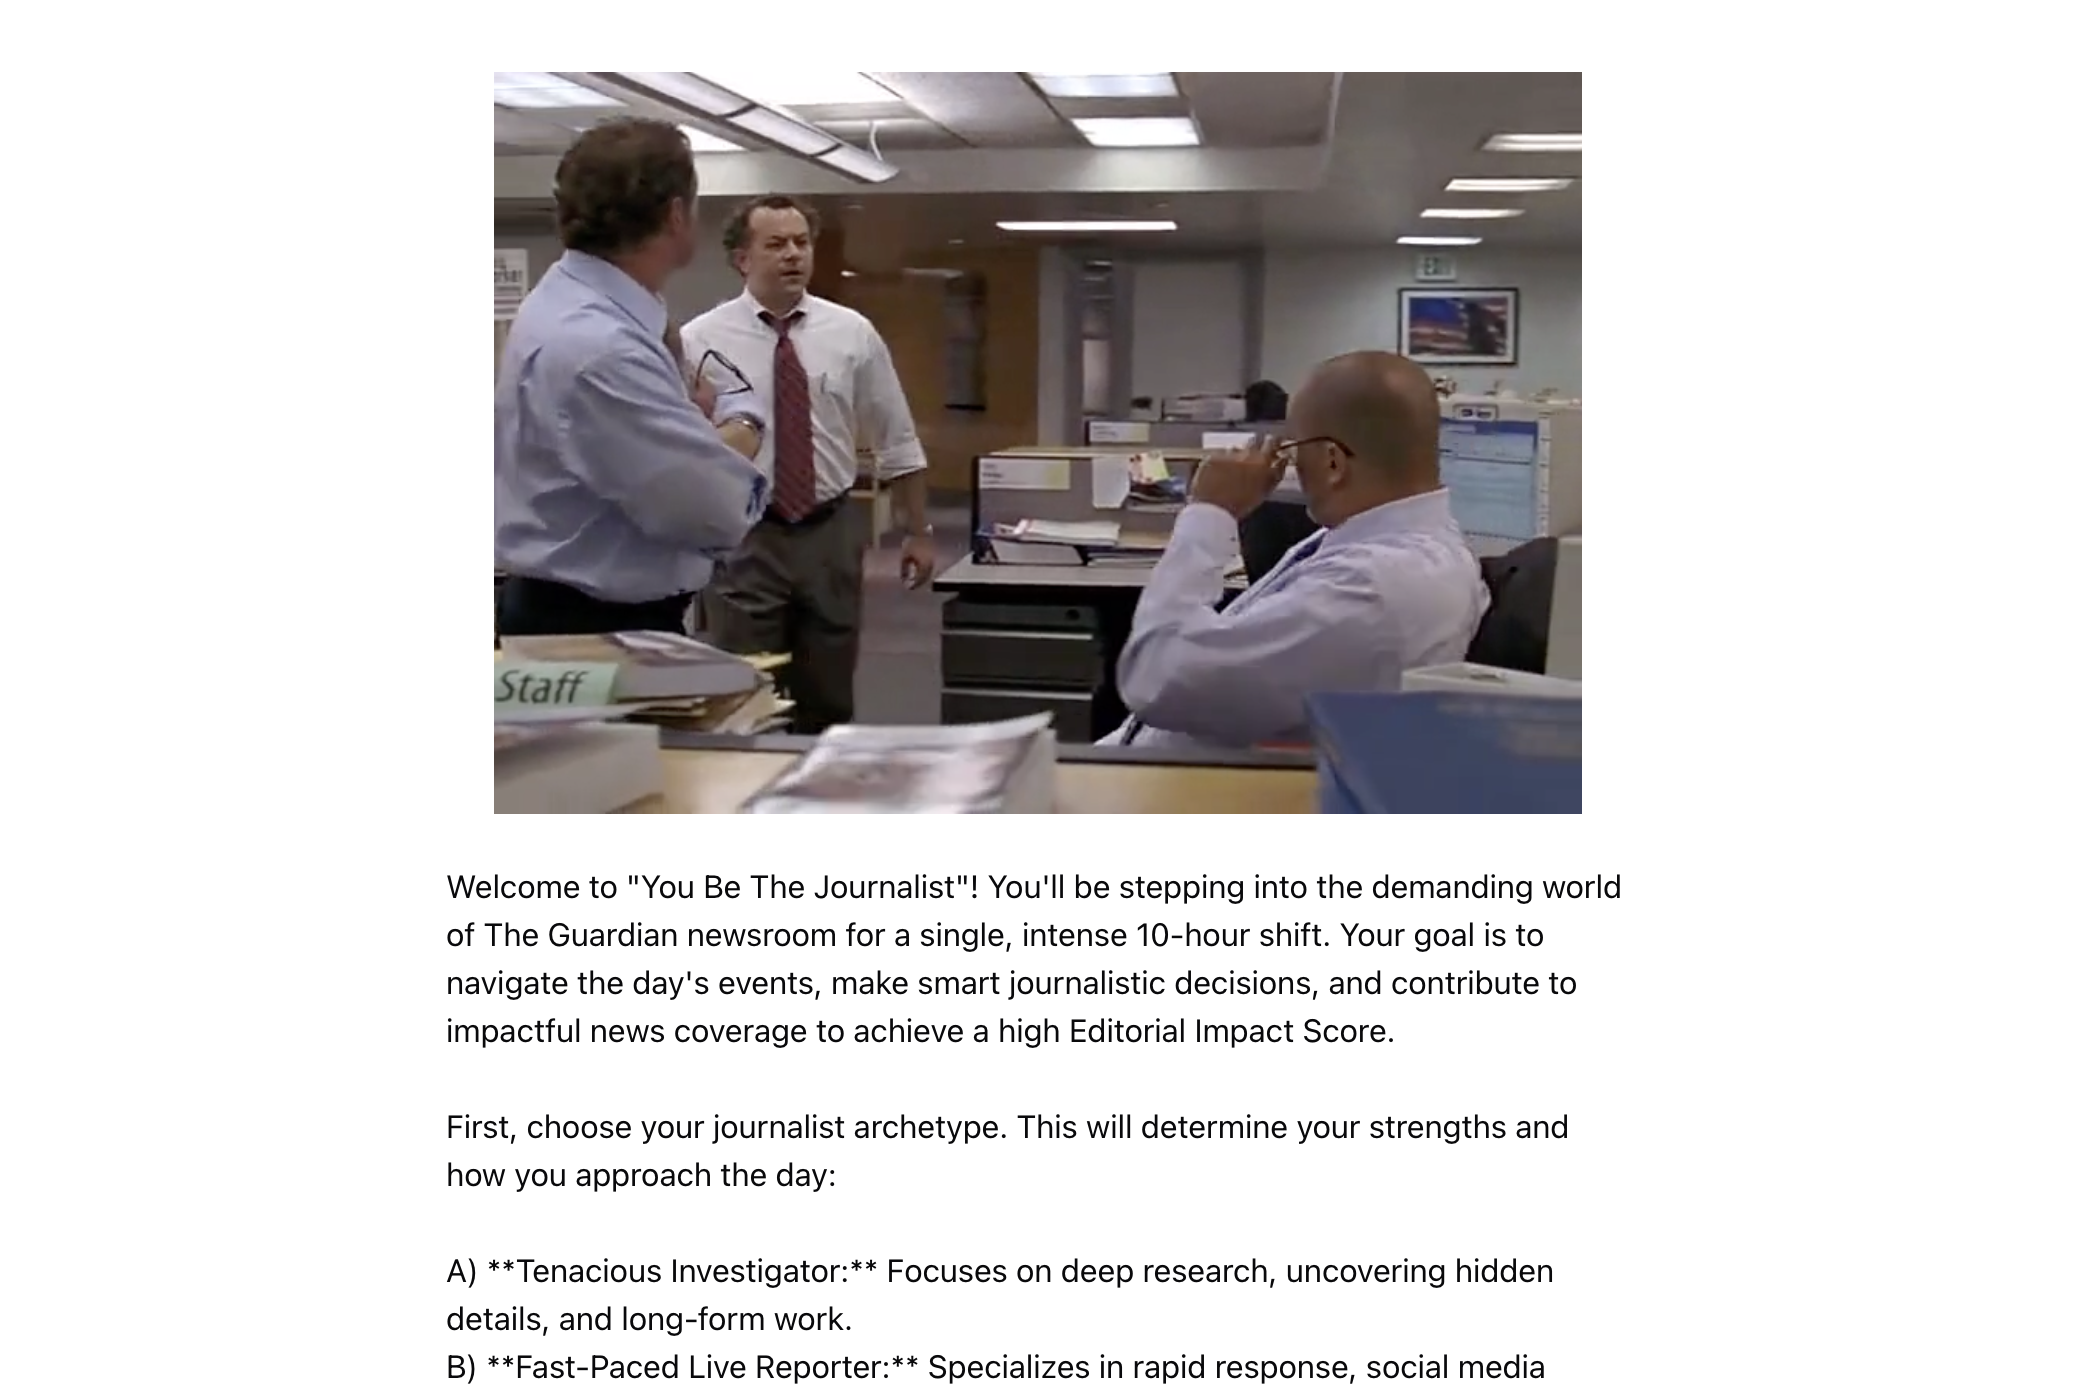 EXIT
Staff
Welcome to "You Be The Journalist"! You'll be stepping into the demanding world
of The Guardian newsroom for a single, intense 10-hour shift. Your goal is to
navigate the day's events, make smart journalistic decisions, and contribute to
impactful news coverage to achieve a high Editorial Impact Score.
First, choose your journalist archetype. This will determine your strengths and
how you approach the day:
A) **Tenacious Investigator:** Focuses on deep research, uncovering hidden
details, and long-form work.
B) **Fast-Paced Live Reporter:** Specializes in rapid response, social media